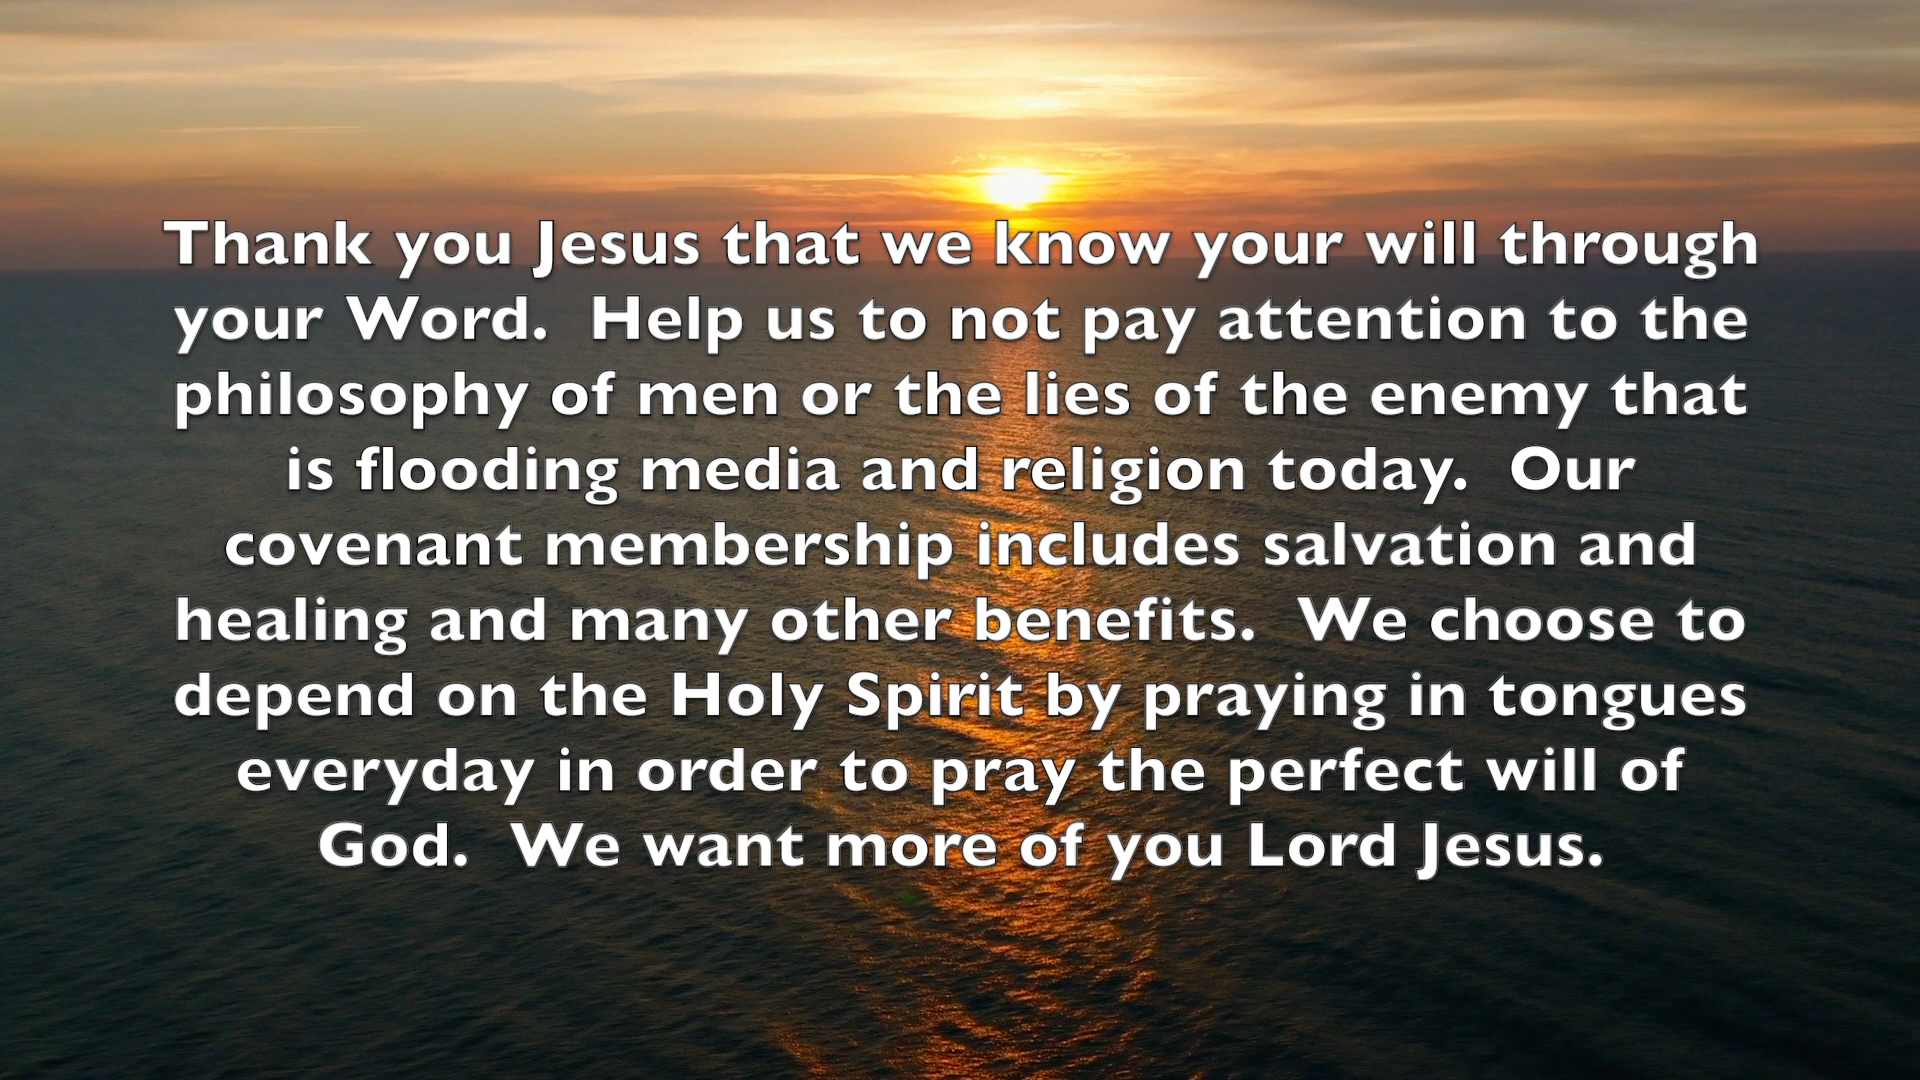 Thank you Jesus that we know your will through
your Word.  Help us to not pay attention to the
philosophy of men or the lies of the enemy that
is flooding media and religion today.  Our
covenant membership includes salvation and
healing and many other benefits.  We choose to
depend on the Holy Spirit by praying in tongues
everyday in order to pray the perfect will of
God.  We want more of you Lord Jesus.